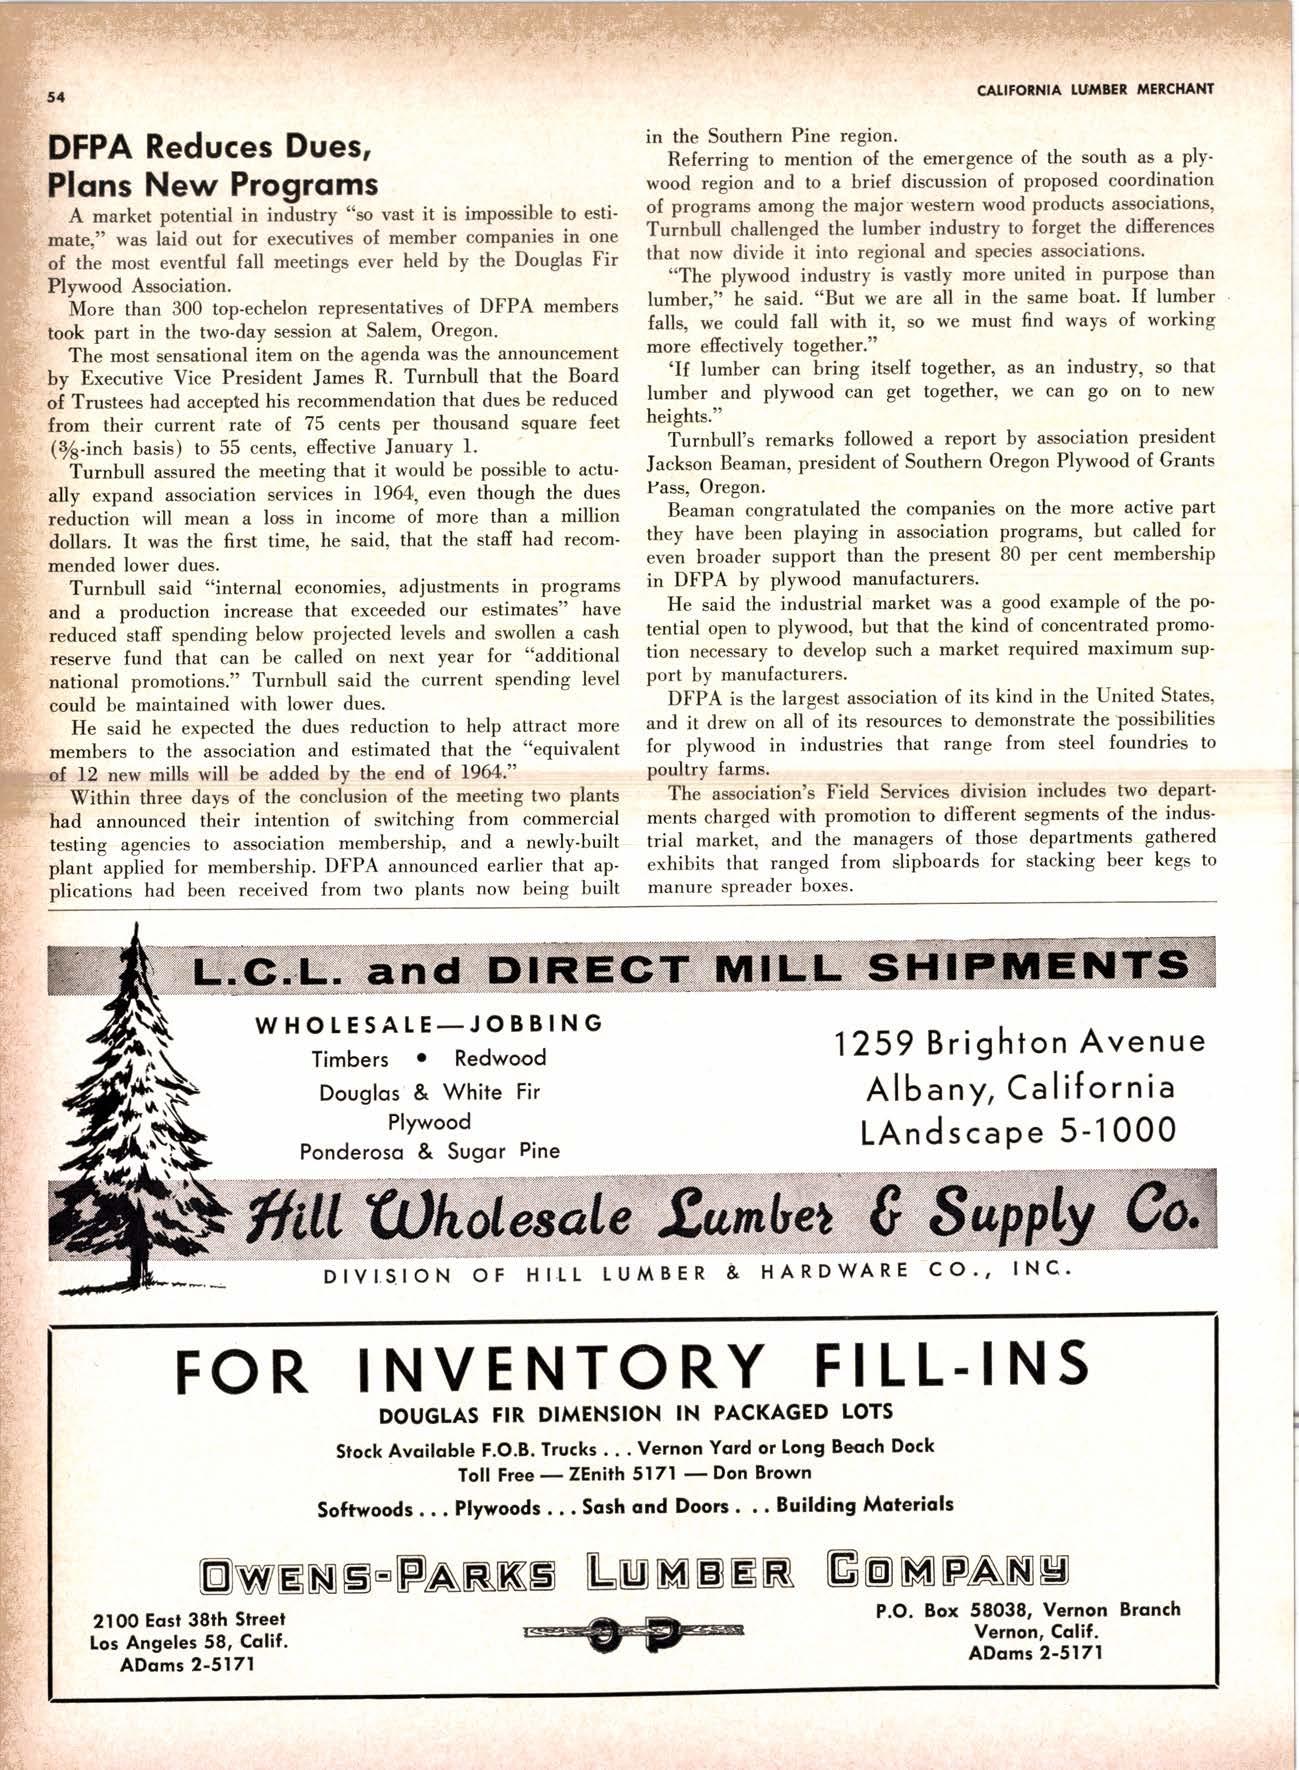 54
CALIFORNIA LUMBER MERCHANT
DFPA Reduces Dues,
Plans New Programs
A market potential in industry “so vast it is impossible to esti-
mate,” was laid out for executives of member companies in one
of the most eventful fall meetings ever held by the Douglas Fir
Plywood Association.
More than 300 top-echelon representatives of DFPA members
took part in the two-day session at Salem, Oregon.
The most sensational item on the agenda was the announcement
by Executive Vice President James R. Turnbull that the Board
of Trustees had accepted his recommendation that dues be reduced
from their current rate of 75 cents per thousand square feet
(⅜-inch basis) to 55 cents, effective January 1.
Turnbull assured the meeting that it would be possible to actu-
ally expand association services in 1964, even though the dues
reduction will mean a loss in income of more than a million
dollars. It was the first time, he said, that the staff had recom-
mended lower dues.
Turnbull said “internal economies, adjustments in programs
and a production increase that exceeded our estimates” have
reduced staff spending below projected levels and swollen a cash
reserve fund that can be called on next year for “additional
national promotions.” Turnbull said the current spending level
could be maintained with lower dues.
He said he expected the dues reduction to help attract more
members to the association and estimated that the “equivalent
of 12 new mills will be added by the end of 1964.”
Within three days of the conclusion of the meeting two plants
had announced their intention of switching from commercial
testing agencies to association membership, and a newly-built
plant applied for membership. DFPA announced earlier that ap-
plications had been received from two plants now being built
in the Southern Pine region.
Referring to mention of the emergence of the south as a ply-
wood region and to a brief discussion of proposed coordination
of programs among the major western wood products associations,
Turnbull challenged the lumber industry to forget the differences
that now divide it into regional and species associations.
“The plywood industry is vastly more united in purpose than
lumber,” he said. “But we are all in the same boat. If lumber
falls, we could fall with it, so we must find ways of working
more effectively together.”
‘If lumber can bring itself together, as an industry, so that
lumber and plywood can get together, we can go on to new
heights.”
Turnbull’s remarks followed a report by association president
Jackson Beaman, president of Southern Oregon Plywood of Grants
Pass, Oregon.
Beaman congratulated the companies on the more active part
they have been playing in association programs, but called for
even broader support than the present 80 per cent membership
in DFPA by plywood manufacturers.
He said the industrial market was a good example of the po-
tential open to plywood, but that the kind of concentrated promo-
tion necessary to develop such a market required maximum sup-
port by manufacturers.
DFPA is the largest association of its kind in the United States,
and it drew on all of its resources to demonstrate the possibilities
for plywood in industries that range from steel foundries to
poultry farms.
The association’s Field Services division includes two depart-
ments charged with promotion to different segments of the indus-
trial market, and the managers of those departments gathered
exhibits that ranged from slipboards for stacking beer kegs to
manure spreader boxes.
L.C.L. and DIRECT MILL SHIPMENTS
WHOLESALE—JOBBING
Timbers • Redwood
Douglas & White Fir
Plywood
Ponderosa & Sugar Pine
1259 Brighton Avenue
Albany, California
LAndscape 5-1000
Hill Wholesale Lumber & Supply Co.
DIVISION OF HILL LUMBER & HARDWARE CO., INC.
FOR INVENTORY FILL-INS
DOUGLAS FIR DIMENSION IN PACKAGED LOTS
Stock Available F.O.B. Trucks . . . Vernon Yard or Long Beach Dock
Toll Free — ZEnith 5171 — Don Brown
Softwoods . . . Plywoods . . . Sash and Doors . . . Building Materials
OWENS-PARKS LUMBER COMPANY
2100 East 38th Street
Los Angeles 58, Calif.
ADams 2-5171
O P
P.O. Box 58038, Vernon Branch
Vernon, Calif.
ADams 2-5171